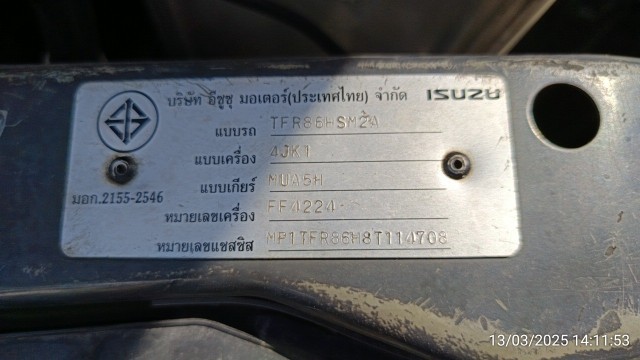 บริษัท อีซูซุ มอเตอร์(ประเทศไทย) จำกัด ISUZU
แบบรถ TFR86HSM2A
แบบเครื่อง 4JK1
แบบเกียร์ MUA5H
มอก.2155-2546
หมายเลขเครื่อง FF4224
หมายเลขแชสซีส MP1TFR86H8T114708
13/03/2025 14:11:53